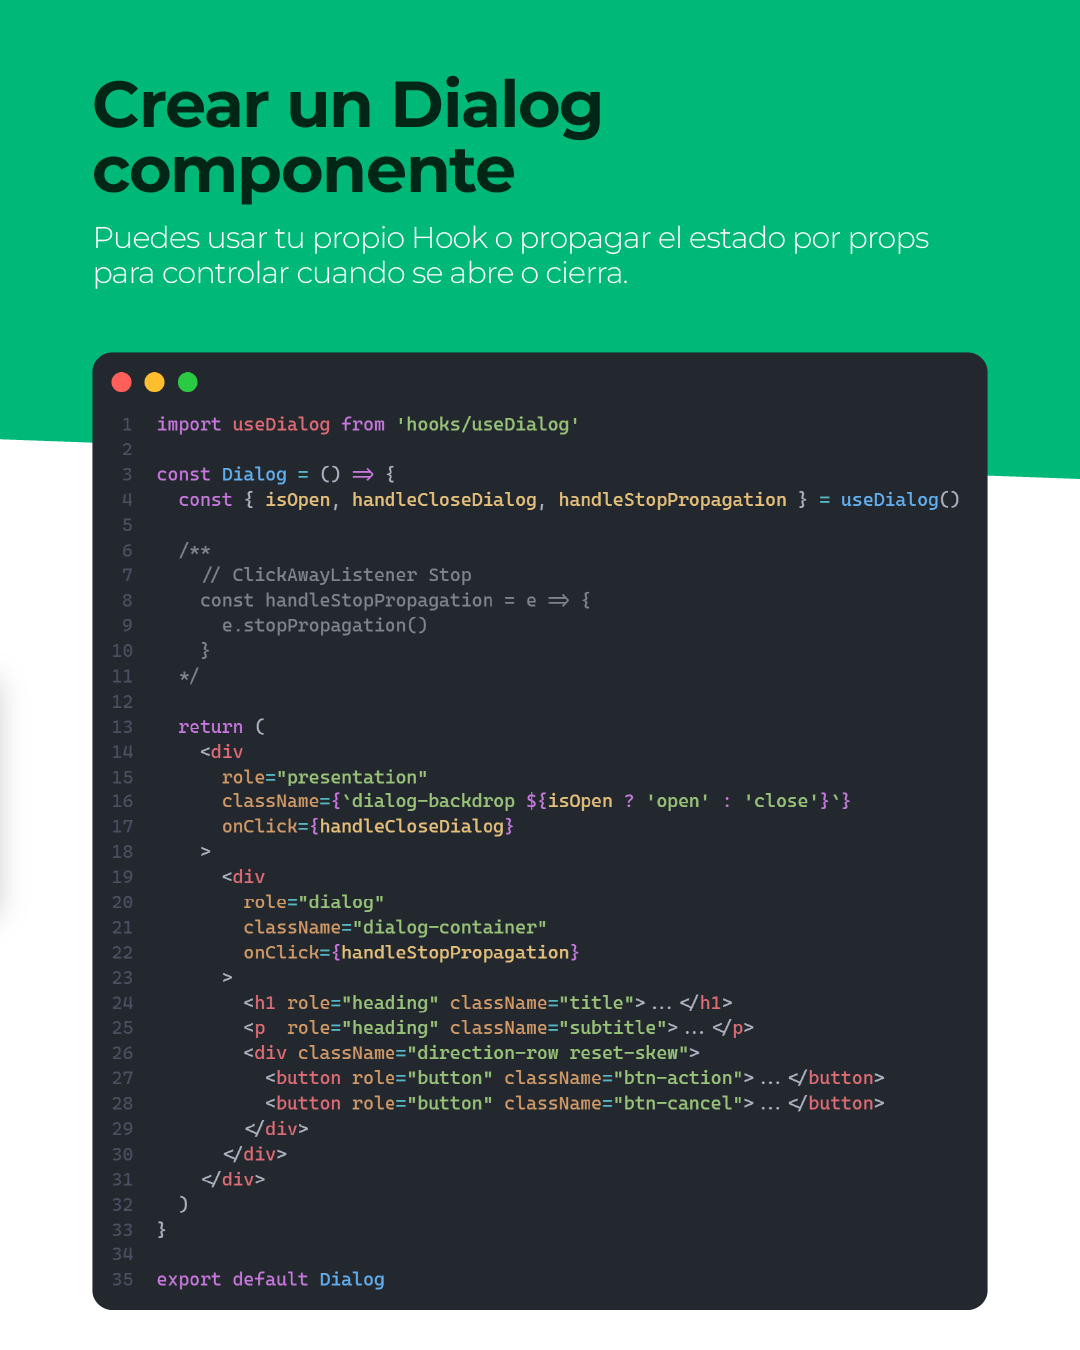 Crear un Dialog
componente
Puedes usar tu propio Hook o propagar el estado por props
para controlar cuando se abre o cierra.
1 import useDialog from 'hooks/useDialog'
2
3 const Dialog = () => {
4   const { isOpen, handleCloseDialog, handleStopPropagation } = useDialog()
5
6   /**
7     // ClickAwayListener Stop
8     const handleStopPropagation = e => {
9       e.stopPropagation()
10     }
11   */
12
13   return (
14     <div
15       role="presentation"
16       className={`dialog-backdrop ${isOpen ? 'open' : 'close'}`}
17       onClick={handleCloseDialog}
18     >
19       <div
20         role="dialog"
21         className="dialog-container"
22         onClick={handleStopPropagation}
23       >
24         <h1 role="heading" className="title">...</h1>
25         <p  role="heading" className="subtitle">...</p>
26         <div className="direction-row reset-skew">
27           <button role="button" className="btn-action">...</button>
28           <button role="button" className="btn-cancel">...</button>
29         </div>
30       </div>
31     </div>
32   )
33 }
34
35 export default Dialog